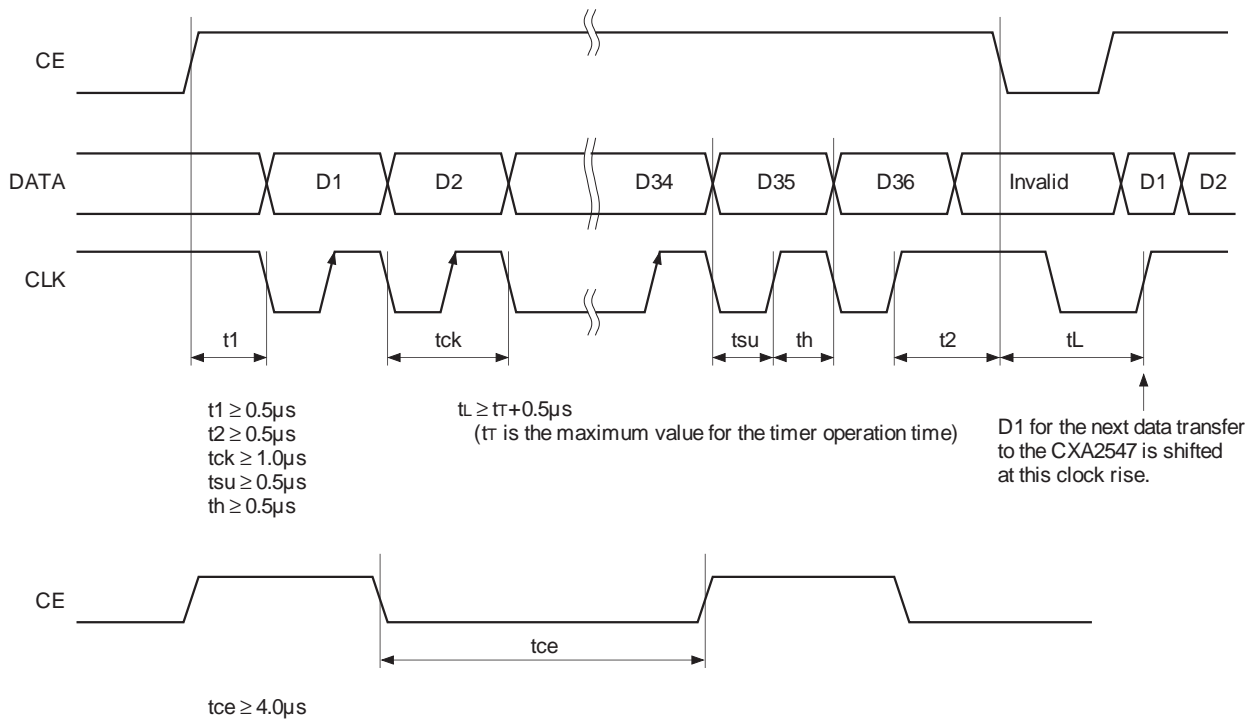 CE
DATA
D1
D2
D34
D35
D36
Invalid
D1
D2
CLK
t1
tck
tsu
th
t2
tL
t1 ≥ 0.5µs
t2 ≥ 0.5µs
tck ≥ 1.0µs
tsu ≥ 0.5µs
th ≥ 0.5µs
tL ≥ tT+0.5µs
(tT is the maximum value for the timer operation time)
D1 for the next data transfer
to the CXA2547 is shifted
at this clock rise.
CE
tce
tce ≥ 4.0µs